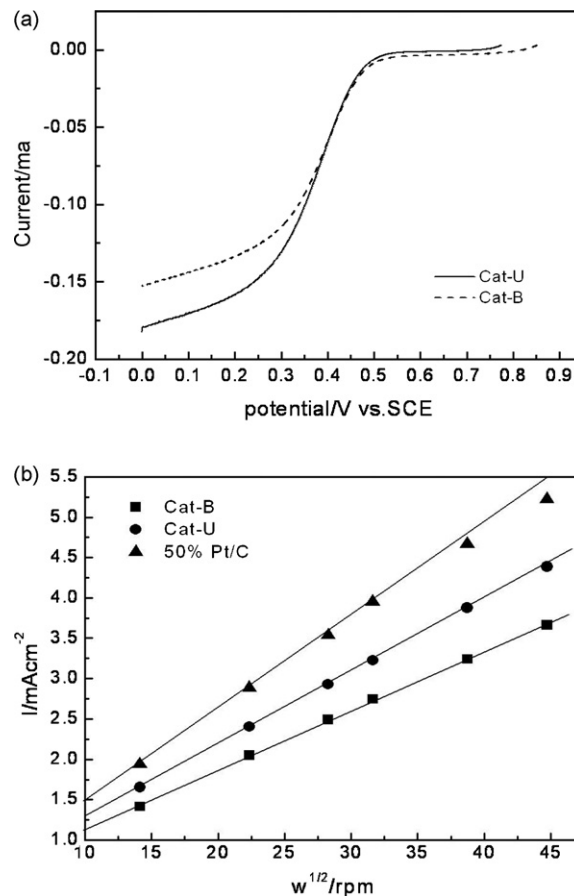 (a)
0.00
-0.05
-0.10
-0.15
-0.20
Current/ma
Cat-U
Cat-B
-0.1 0.0 0.1 0.2 0.3 0.4 0.5 0.6 0.7 0.8 0.9
potential/V vs.SCE
(b)
5.5
5.0
4.5
4.0
3.5
3.0
2.5
2.0
1.5
1.0
I/mAcm⁻²
Cat-B
Cat-U
50% Pt/C
10 15 20 25 30 35 40 45
w¹/²/rpm